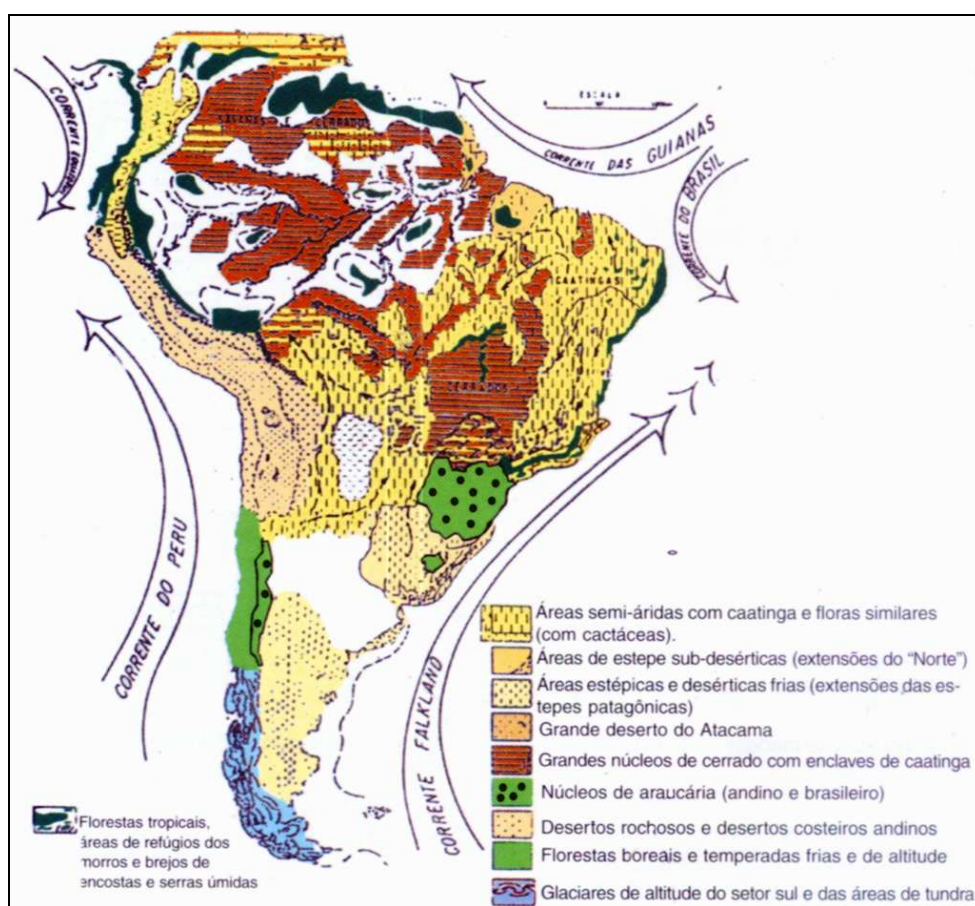 ESCALA
CORRENTE DAS GUIANAS
CORRENTE DO BRASIL
CORRENTE
CERRADOS
CAATINGAS
CERRADOS
CORRENTE DO PERU
CORRENTE FALKLAND
Áreas semi-áridas com caatinga e floras similares
(com cactáceas).
Áreas de estepe sub-desérticas (extensões do “Norte”)
Áreas estépicas e desérticas frias (extensões das es-
tepes patagônicas)
Grande deserto do Atacama
Grandes núcleos de cerrado com enclaves de caatinga
Núcleos de araucária (andino e brasileiro)
Desertos rochosos e desertos costeiros andinos
Florestas boreais e temperadas frias e de altitude
Glaciares de altitude do setor sul e das áreas de tundra
Florestas tropicais,
áreas de refúgios dos
morros e brejos de
encostas e serras úmidas